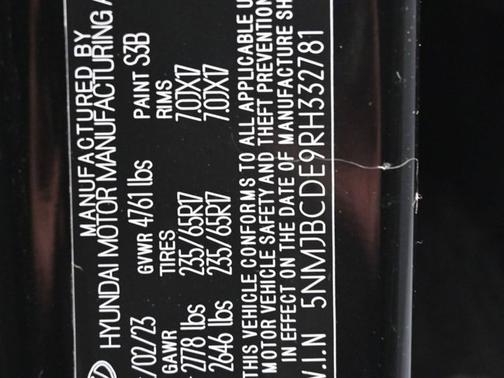 MANUFACTURED BY
HYUNDAI MOTOR MANUFACTURING A
/02/23 GVWR 4761 lbs PAINT S3B
GAWR TIRES RIMS
2778 lbs 235/65R17 7.0JX17
2646 lbs 235/65R17 7.0JX17
THIS VEHICLE CONFORMS TO ALL APPLICABLE U
MOTOR VEHICLE SAFETY AND THEFT PREVENTION
IN EFFECT ON THE DATE OF MANUFACTURE SH
V.I.N 5NMJBCDE9RH332781